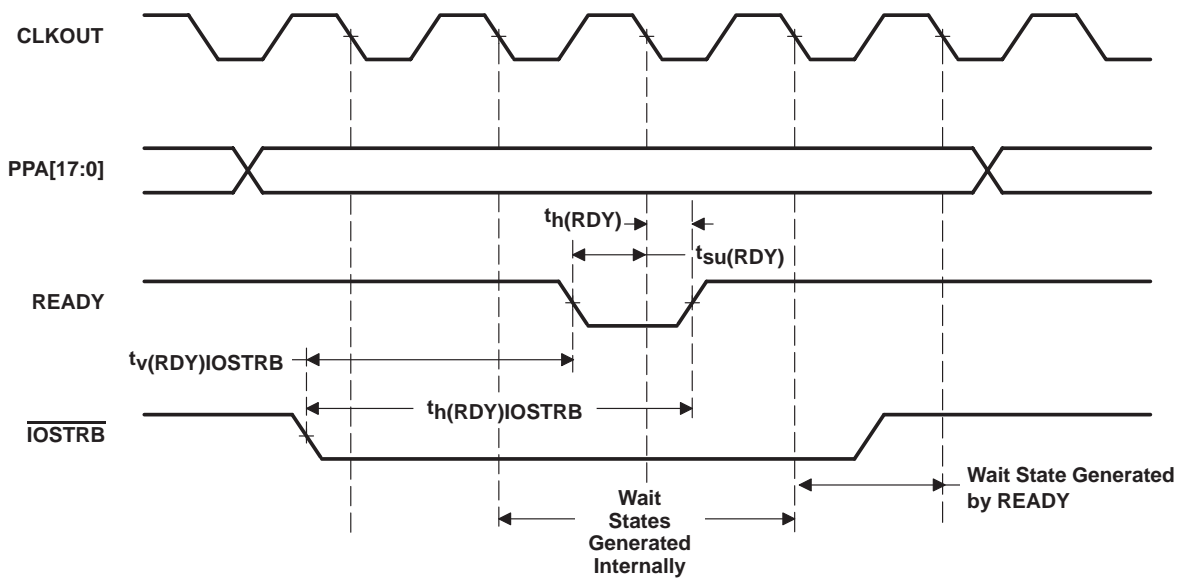 CLKOUT
PPA[17:0]
th(RDY)
tsu(RDY)
READY
tv(RDY)IOSTRB
th(RDY)IOSTRB
IOSTRB
Wait State Generated
by READY
Wait
States
Generated
Internally